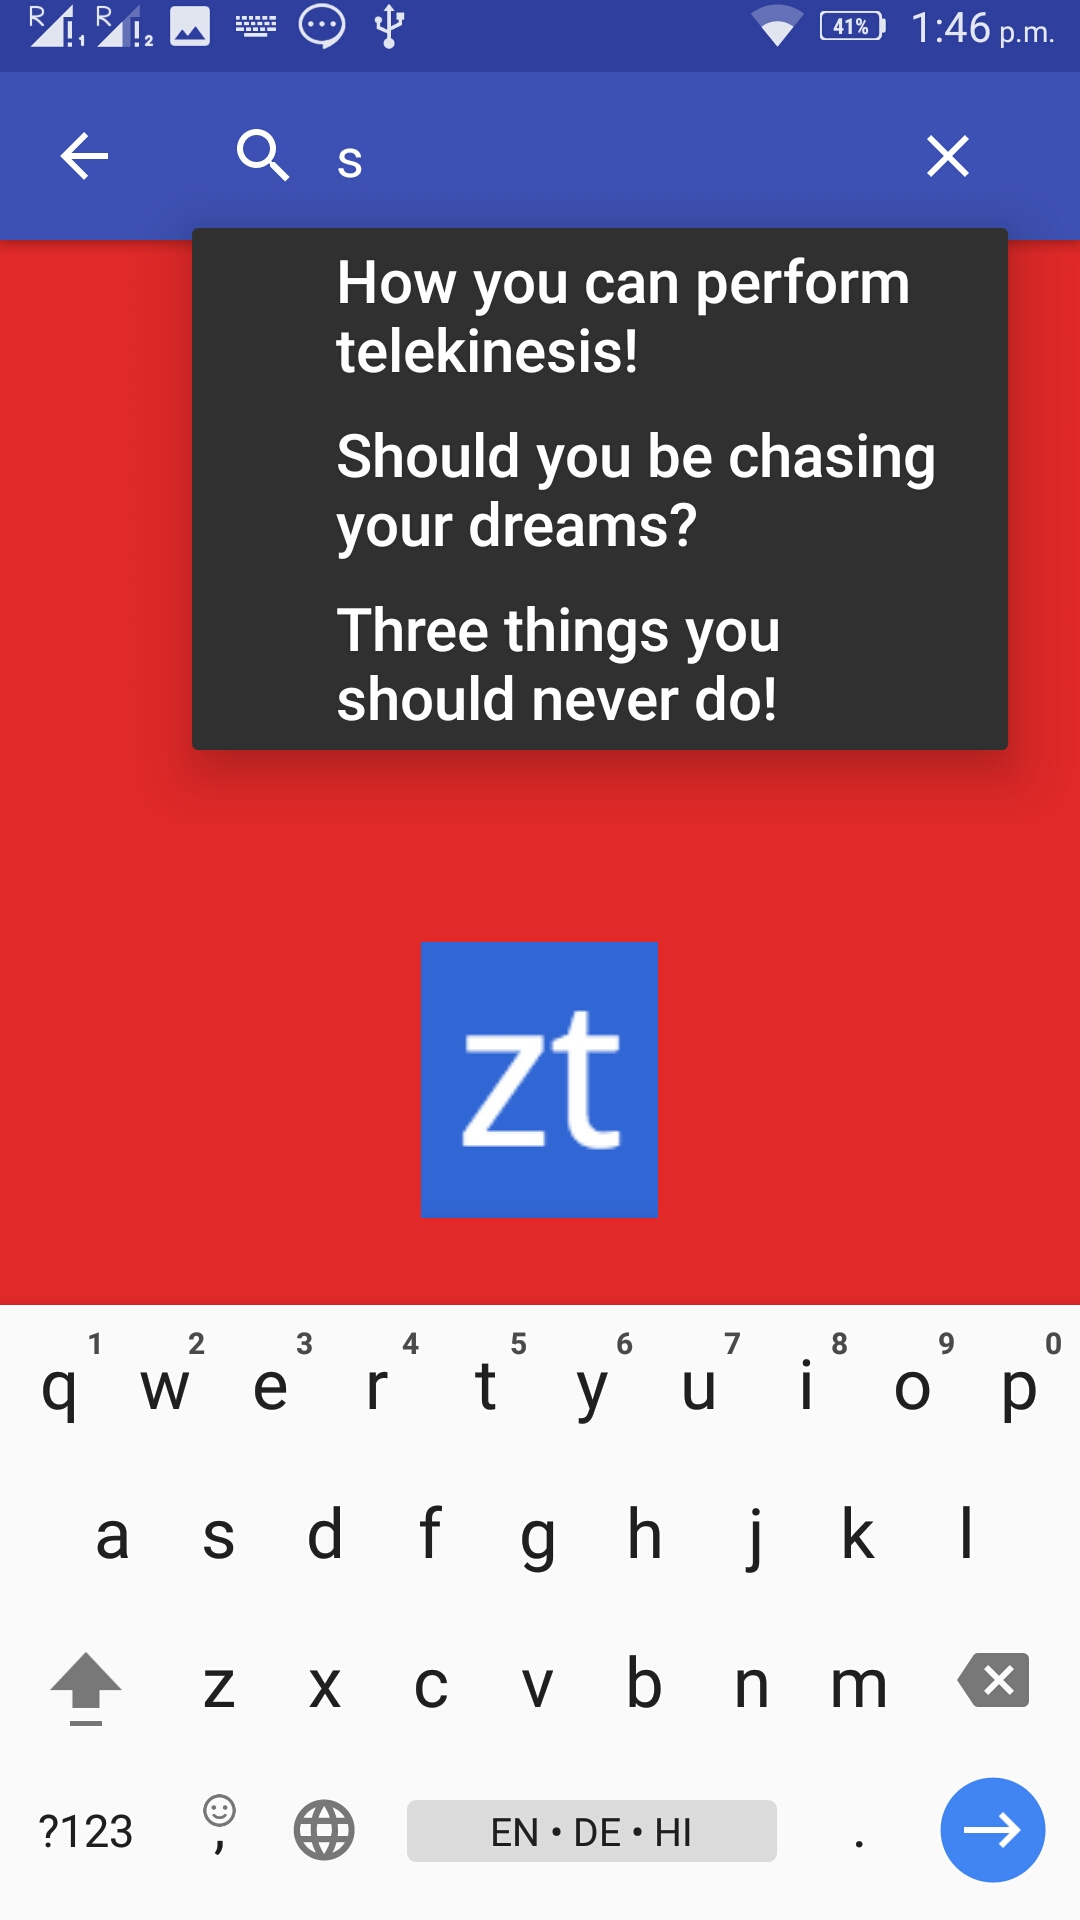 R 1 R 2 41% 1:46 p.m.
s
How you can perform
telekinesis!
Should you be chasing
your dreams?
Three things you
should never do!
zt
1 2 3 4 5 6 7 8 9 0
q w e r t y u i o p
a s d f g h j k l
z x c v b n m
?123 , EN • DE • HI .